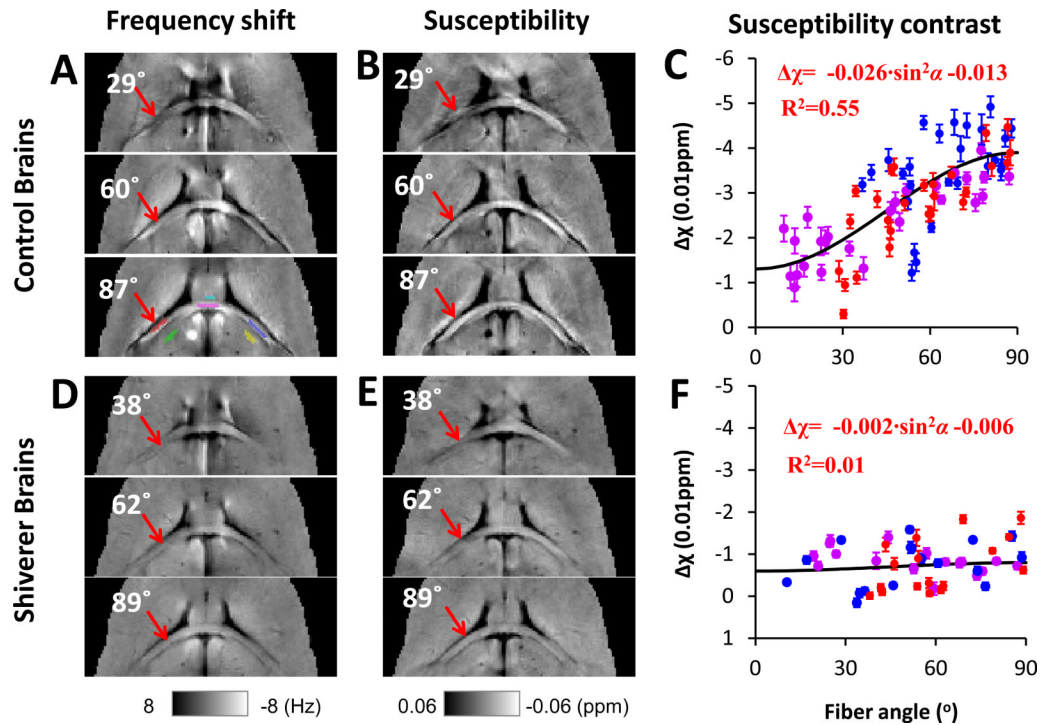 Frequency shift
Susceptibility
Susceptibility contrast
Control Brains
A
29°
60°
87°
B
29°
60°
87°
C
Δχ= -0.026·sin²α -0.013
R²=0.55
Δχ (0.01ppm)
-6
-5
-4
-3
-2
-1
0
0
30
60
90
Shiverer Brains
D
38°
62°
89°
E
38°
62°
89°
F
Δχ= -0.002·sin²α -0.006
R²=0.01
Δχ (0.01ppm)
-5
-4
-3
-2
-1
0
1
0
30
60
90
Fiber angle (°)
8
-8 (Hz)
0.06
-0.06 (ppm)